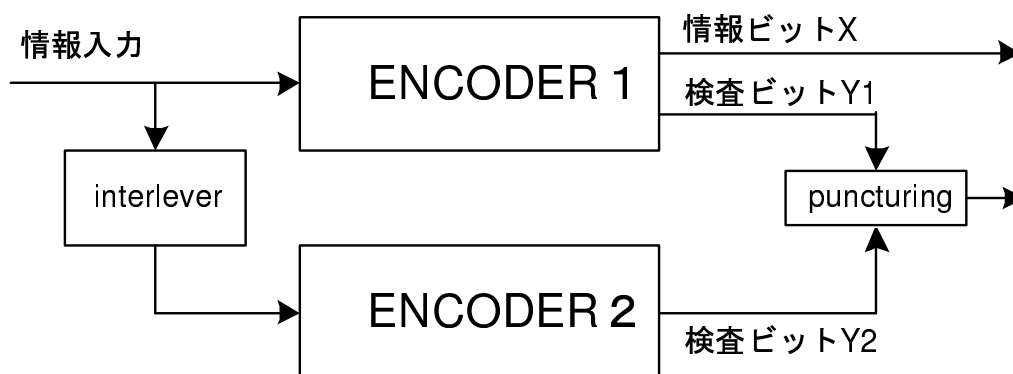 情報入力
ENCODER 1
情報ビットX
検査ビットY1
interlever
puncturing
ENCODER 2
検査ビットY2